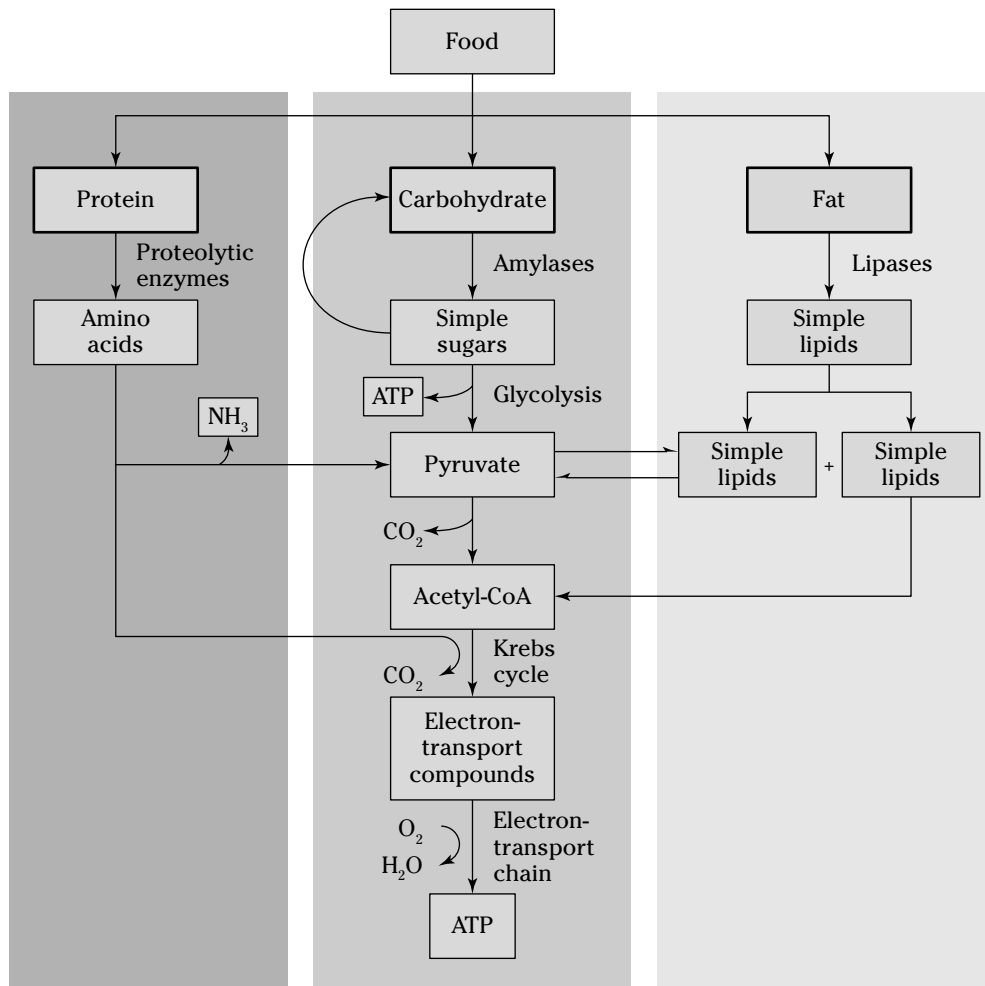 Food
Protein
Carbohydrate
Fat
Proteolytic
enzymes
Amylases
Lipases
Amino
acids
Simple
sugars
Simple
lipids
ATP
Glycolysis
NH₃
Pyruvate
Simple
lipids
+
Simple
lipids
CO₂
Acetyl-CoA
Krebs
cycle
CO₂
Electron-
transport
compounds
O₂
H₂O
Electron-
transport
chain
ATP